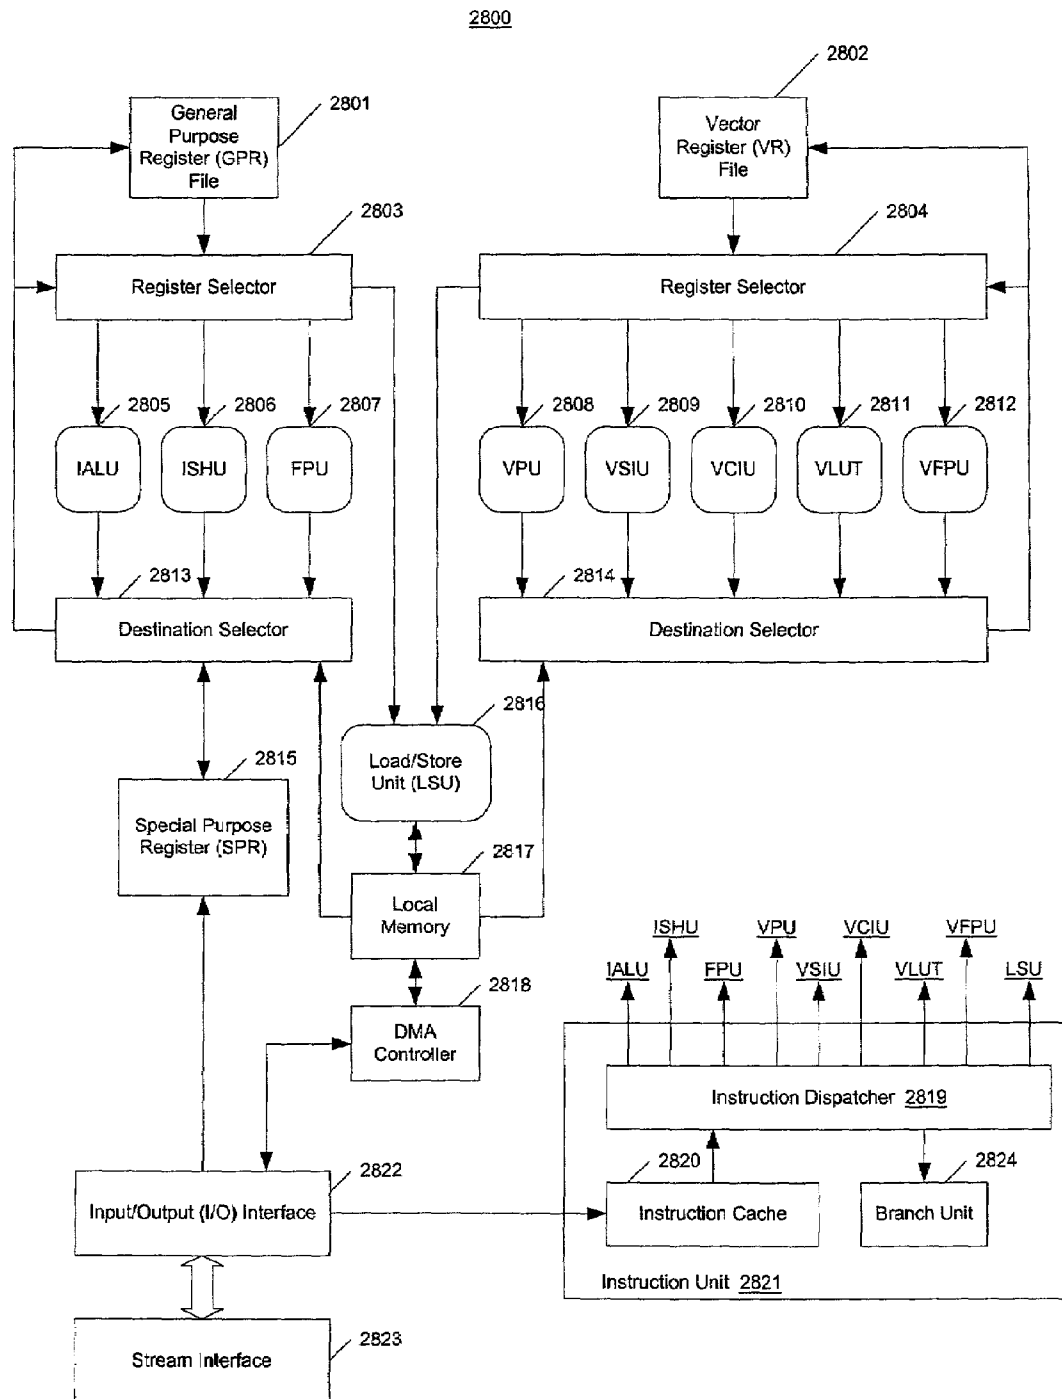 2800
2801
General
Purpose
Register (GPR)
File
2802
Vector
Register (VR)
File
2803
Register Selector
2804
Register Selector
2805
IALU
2806
ISHU
2807
FPU
2808
VPU
2809
VSIU
2810
VCIU
2811
VLUT
2812
VFPU
2813
Destination Selector
2814
Destination Selector
2816
Load/Store
Unit (LSU)
2815
Special Purpose
Register (SPR)
2817
Local
Memory
2818
DMA
Controller
ISHU
VPU
VCIU
VFPU
IALU
FPU
VSIU
VLUT
LSU
Instruction Dispatcher 2819
2820
Instruction Cache
2824
Branch Unit
Instruction Unit 2821
2822
Input/Output (I/O) Interface
2823
Stream Interface